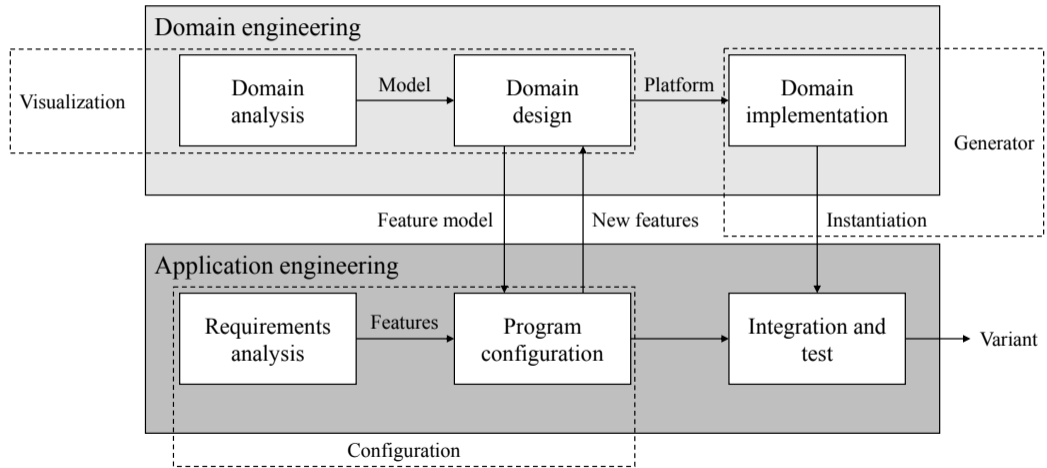 Domain engineering
Visualization
Domain
analysis
Model
Domain
design
Platform
Domain
implementation
Generator
Feature model
New features
Instantiation
Application engineering
Requirements
analysis
Features
Program
configuration
Integration and
test
Variant
Configuration